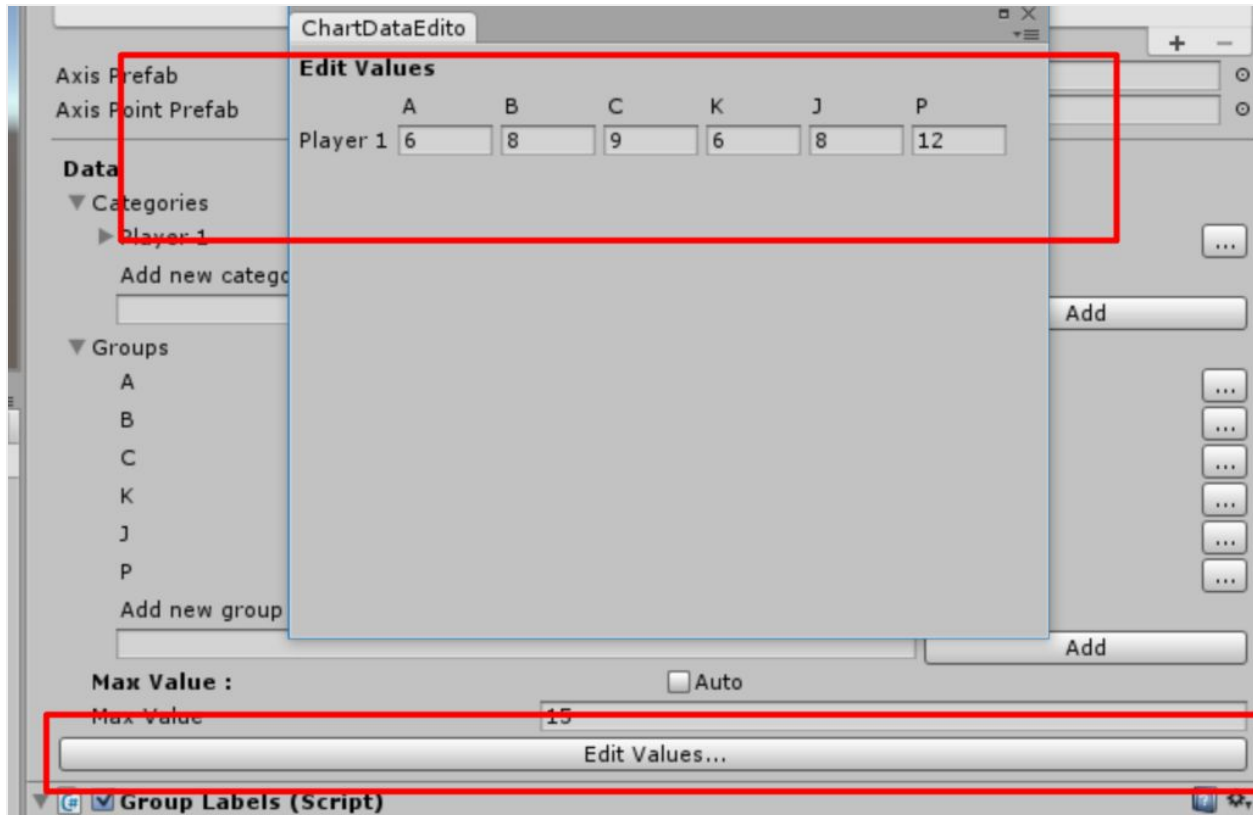 ChartDataEdito
Edit Values
A B C K J P
Player 1 6 8 9 6 8 12
+ −
Axis Prefab
Axis Point Prefab
Data
Categories
Player 1
...
Add new catego
Add
Groups
A ...
B ...
C ...
K ...
J ...
P ...
Add new group
Add
Max Value : Auto
Max Value 15
Edit Values...
Group Labels (Script)